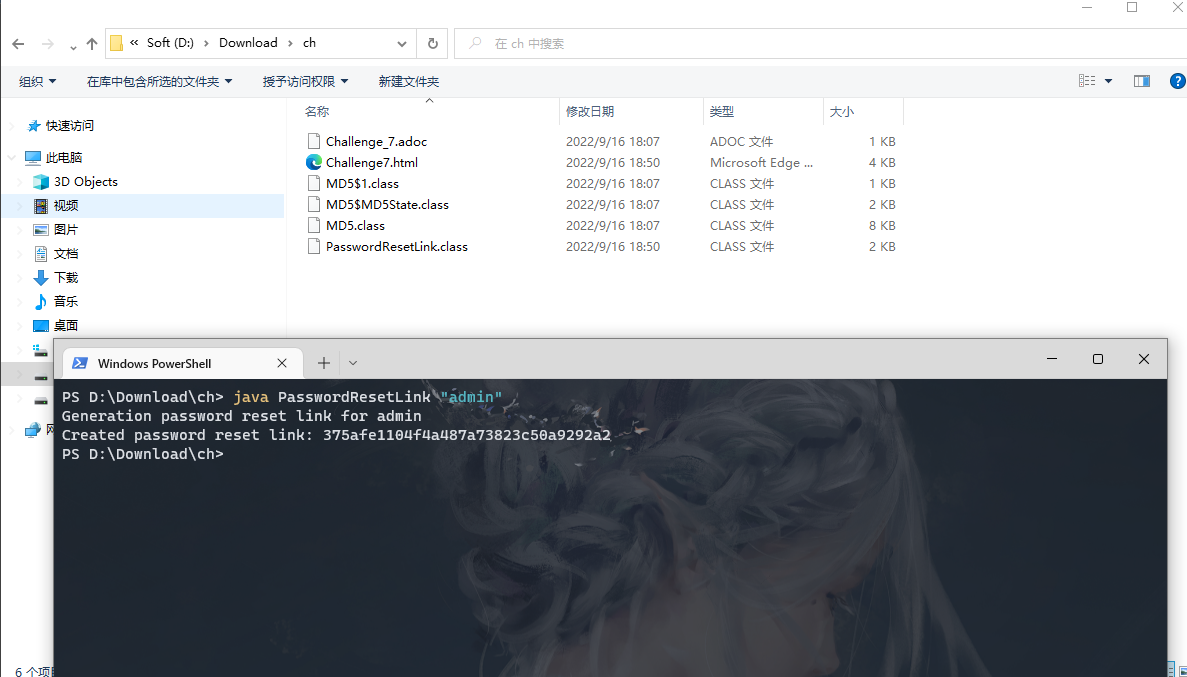 « Soft (D:) › Download › ch
在 ch 中搜索
组织 在库中包含所选的文件夹 授予访问权限 新建文件夹
名称 修改日期 类型 大小
快速访问
此电脑
3D Objects
视频
图片
文档
下载
音乐
桌面
Challenge_7.adoc 2022/9/16 18:07 ADOC 文件 1 KB
Challenge7.html 2022/9/16 18:50 Microsoft Edge ... 4 KB
MD5$1.class 2022/9/16 18:07 CLASS 文件 1 KB
MD5$MD5State.class 2022/9/16 18:07 CLASS 文件 2 KB
MD5.class 2022/9/16 18:07 CLASS 文件 8 KB
PasswordResetLink.class 2022/9/16 18:50 CLASS 文件 2 KB
Windows PowerShell
PS D:\Download\ch> java PasswordResetLink "admin"
Generation password reset link for admin
Created password reset link: 375afe1104f4a487a73823c50a9292a2
PS D:\Download\ch>
6 个项